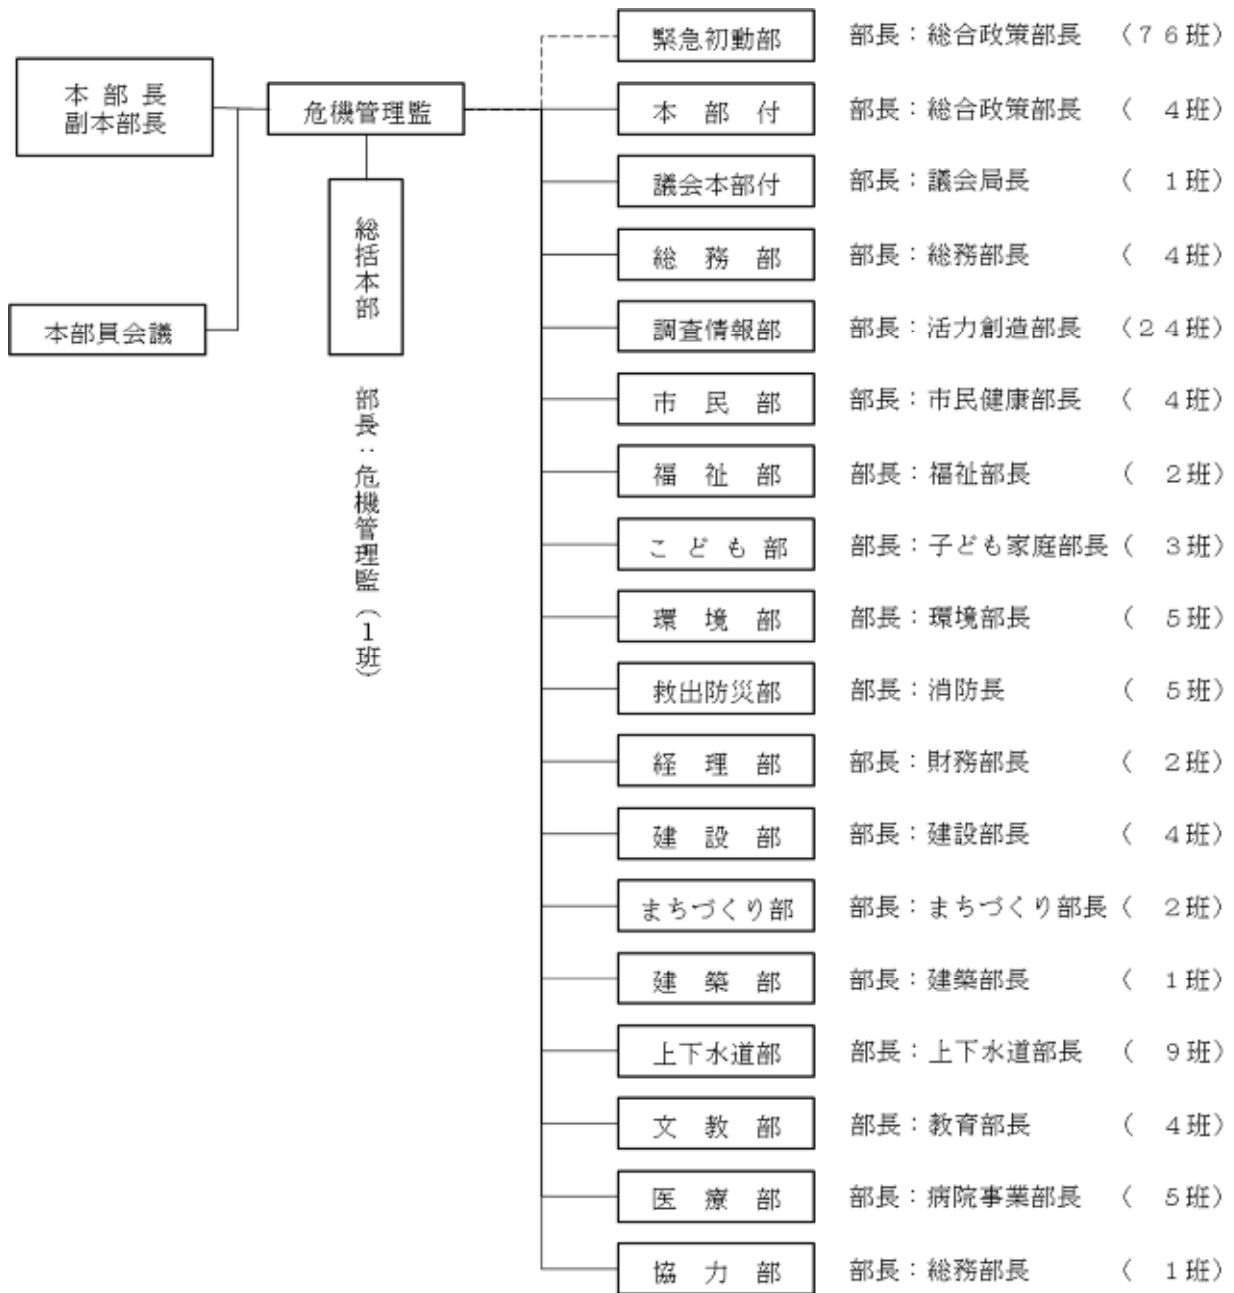 本部長
副本部長
危機管理監
本部員会議
総括本部
部長：危機管理監（1班）
緊急初動部 部長：総合政策部長 （76班）
本部付 部長：総合政策部長 （ 4班）
議会本部付 部長：議会局長 （ 1班）
総務部 部長：総務部長 （ 4班）
調査情報部 部長：活力創造部長 （24班）
市民部 部長：市民健康部長 （ 4班）
福祉部 部長：福祉部長 （ 2班）
こども部 部長：子ども家庭部長（ 3班）
環境部 部長：環境部長 （ 5班）
救出防災部 部長：消防長 （ 5班）
経理部 部長：財務部長 （ 2班）
建設部 部長：建設部長 （ 4班）
まちづくり部 部長：まちづくり部長（ 2班）
建築部 部長：建築部長 （ 1班）
上下水道部 部長：上下水道部長 （ 9班）
文教部 部長：教育部長 （ 4班）
医療部 部長：病院事業部長 （ 5班）
協力部 部長：総務部長 （ 1班）